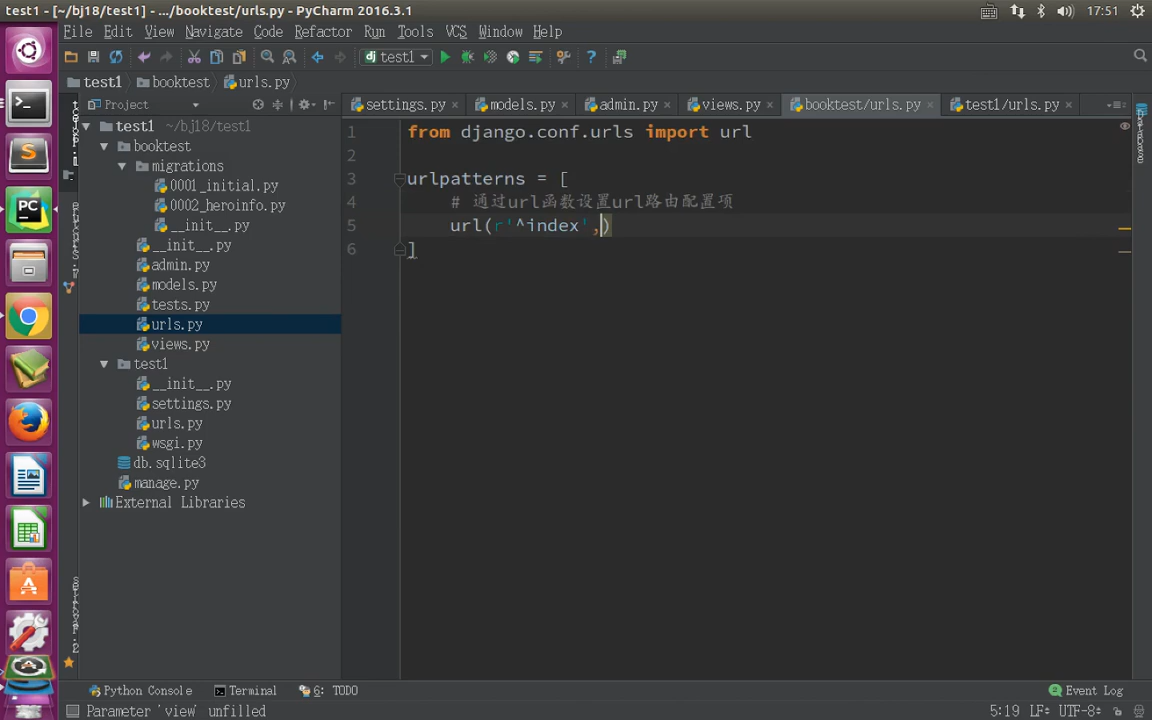 test1 - [~/bj18/test1] - .../booktest/urls.py - PyCharm 2016.3.1
17:51
File Edit View Navigate Code Refactor Run Tools VCS Window Help
dj test1
test1 booktest urls.py
Project
settings.py × models.py × admin.py × views.py × booktest/urls.py × test1/urls.py ×
test1 ~/bj18/test1
booktest
migrations
0001_initial.py
0002_heroinfo.py
__init__.py
__init__.py
admin.py
models.py
tests.py
urls.py
views.py
test1
__init__.py
settings.py
urls.py
wsgi.py
db.sqlite3
manage.py
External Libraries
1 from django.conf.urls import url
2
3 urlpatterns = [
4 # 通过url函数设置url路由配置项
5 url(r'^index',)
6 ]
Python Console Terminal 6: TODO
Event Log
Parameter 'view' unfilled
5:19 LF÷ UTF-8÷